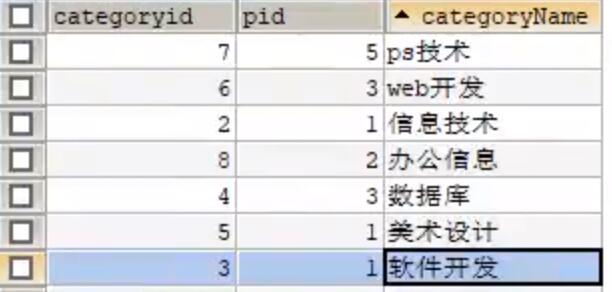 categoryid pid categoryName
7 5 ps技术
6 3 web开发
2 1 信息技术
8 2 办公信息
4 3 数据库
5 1 美术设计
3 1 软件开发